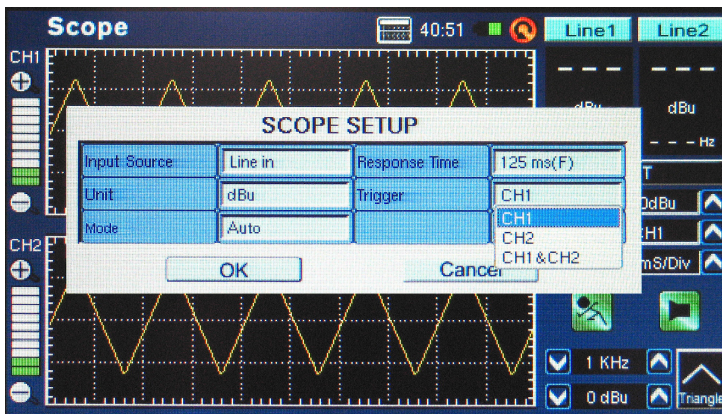 Scope
40:51
Line1
Line2
CH1
- - -
- - -
dBu
dBu
- - - Hz
SCOPE SETUP
Input Source
Line in
Response Time
125 ms(F)
Unit
dBu
Trigger
CH1
Mode
Auto
CH1
CH2
CH1&CH2
OK
Cancel
T
0dBu
CH2
H1
mS/Div
1 KHz
0 dBu
Triangle